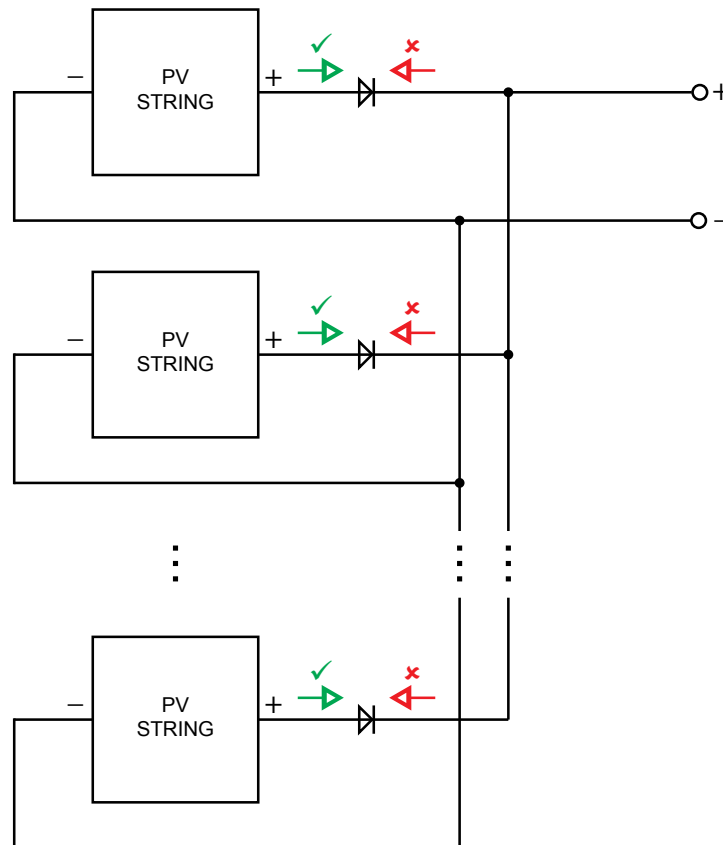 ✓ ✘
− PV STRING + +
−
✓ ✘
− PV STRING +
✓ ✘
− PV STRING +